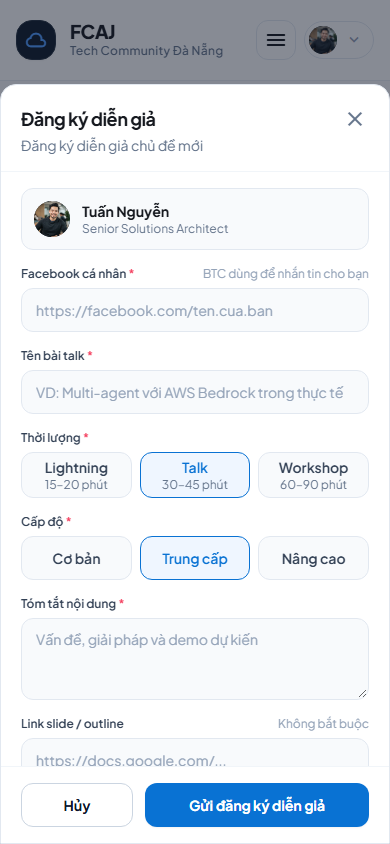 FCAJ
Tech Community Đà Nẵng
Đăng ký diễn giả
Đăng ký diễn giả chủ đề mới
Tuấn Nguyễn
Senior Solutions Architect
Facebook cá nhân * BTC dùng để nhắn tin cho bạn
https://facebook.com/ten.cua.ban
Tên bài talk *
VD: Multi-agent với AWS Bedrock trong thực tế
Thời lượng *
Lightning Talk Workshop
15–20 phút 30–45 phút 60–90 phút
Cấp độ *
Cơ bản Trung cấp Nâng cao
Tóm tắt nội dung *
Vấn đề, giải pháp và demo dự kiến
Link slide / outline Không bắt buộc
https://docs.google.com/...
Hủy Gửi đăng ký diễn giả